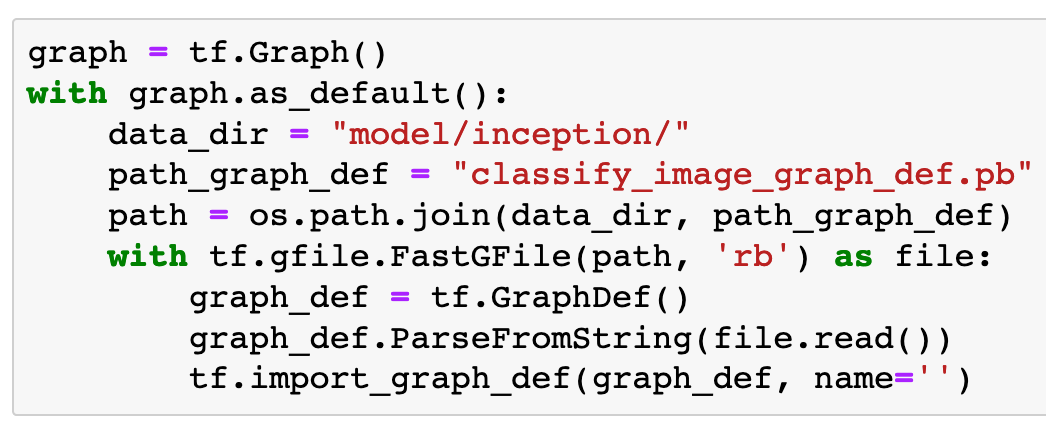 graph = tf.Graph()
with graph.as_default():
    data_dir = "model/inception/"
    path_graph_def = "classify_image_graph_def.pb"
    path = os.path.join(data_dir, path_graph_def)
    with tf.gfile.FastGFile(path, 'rb') as file:
        graph_def = tf.GraphDef()
        graph_def.ParseFromString(file.read())
        tf.import_graph_def(graph_def, name='')